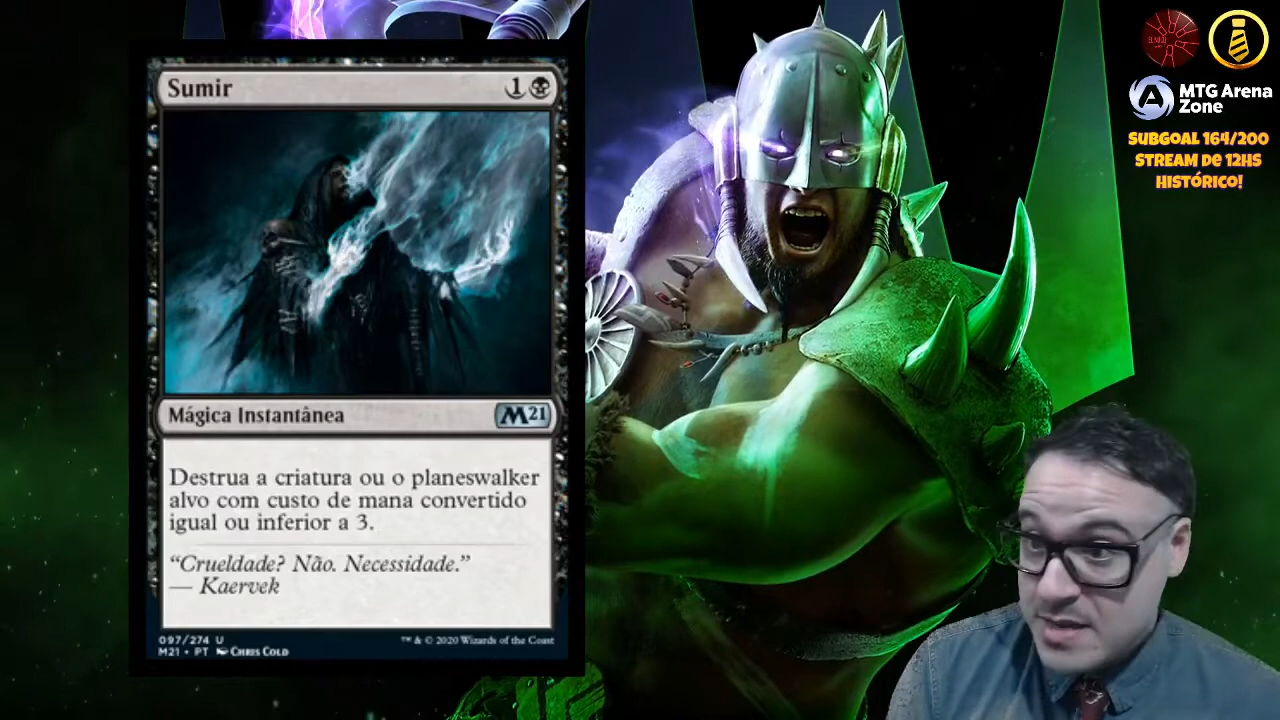 Sumir
1
Mágica Instantânea
M21
Destrua a criatura ou o planeswalker
alvo com custo de mana convertido
igual ou inferior a 3.
“Crueldade? Não. Necessidade.”
— Kaervek
097/274 U
M21 • PT Chris Cold
™ & © 2020 Wizards of the Coast
MTG Arena
Zone
SUBGOAL 164/200
STREAM DE 12HS
HISTÓRICO!